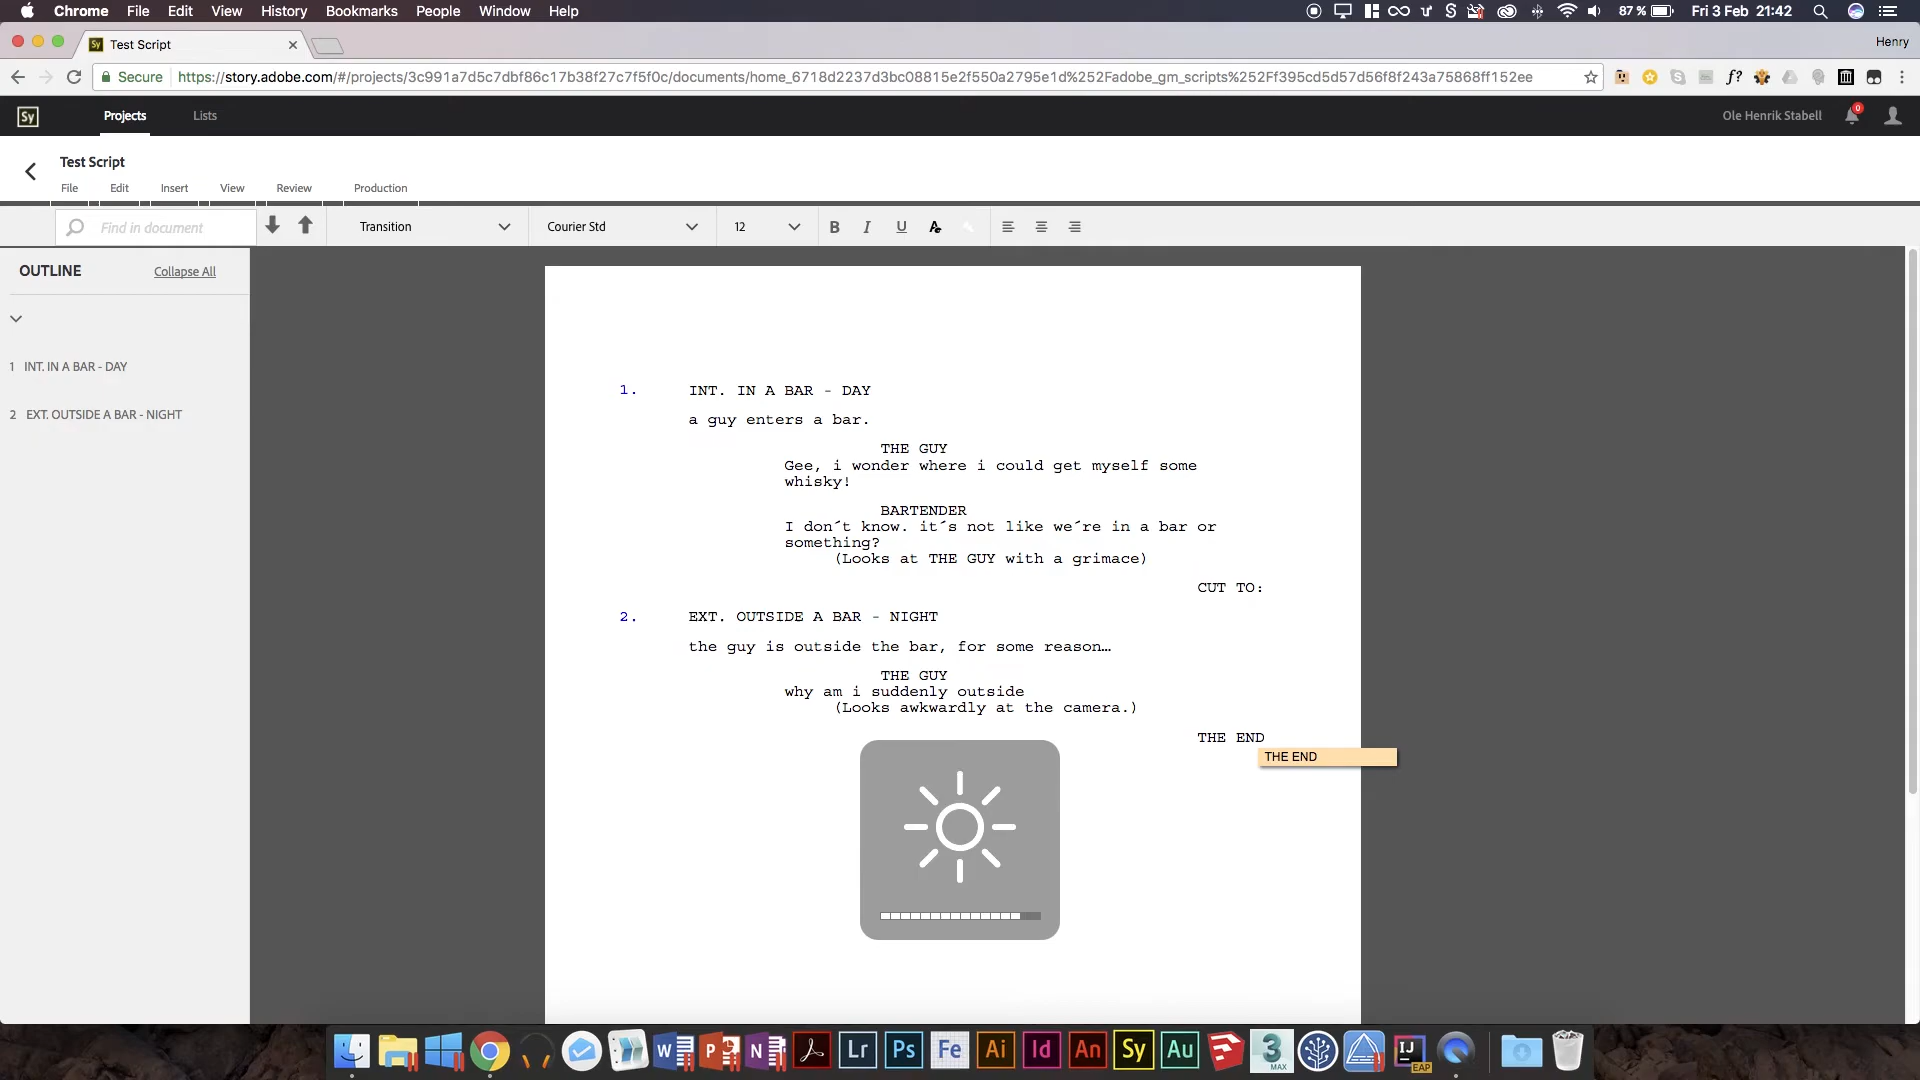 Chrome File Edit View History Bookmarks People Window Help
87 % Fri 3 Feb 21:42
Sy Test Script
Henry
Secure https://story.adobe.com/#/projects/3c991a7d5c7dbf86c17b38f27c7f5f0c/documents/home_6718d2237d3bc08815e2f550a2795e1d%252Fadobe_gm_scripts%252Ff395cd5d57d56f8f243a75868ff152ee
f?
Sy Projects Lists
Ole Henrik Stabell 0
Test Script
File Edit Insert View Review Production
Find in document Transition Courier Std 12 B I U A
OUTLINE Collapse All
1 INT. IN A BAR - DAY
2 EXT. OUTSIDE A BAR - NIGHT
1. INT. IN A BAR - DAY
a guy enters a bar.
THE GUY
Gee, i wonder where i could get myself some
whisky!
BARTENDER
I don´t know. it´s not like we´re in a bar or
something?
(Looks at THE GUY with a grimace)
CUT TO:
2. EXT. OUTSIDE A BAR - NIGHT
the guy is outside the bar, for some reason…
THE GUY
why am i suddenly outside
(Looks awkwardly at the camera.)
THE END
THE END
W P N Lr Ps Fe Ai Id An Sy Au 3 MAX IJ EAP